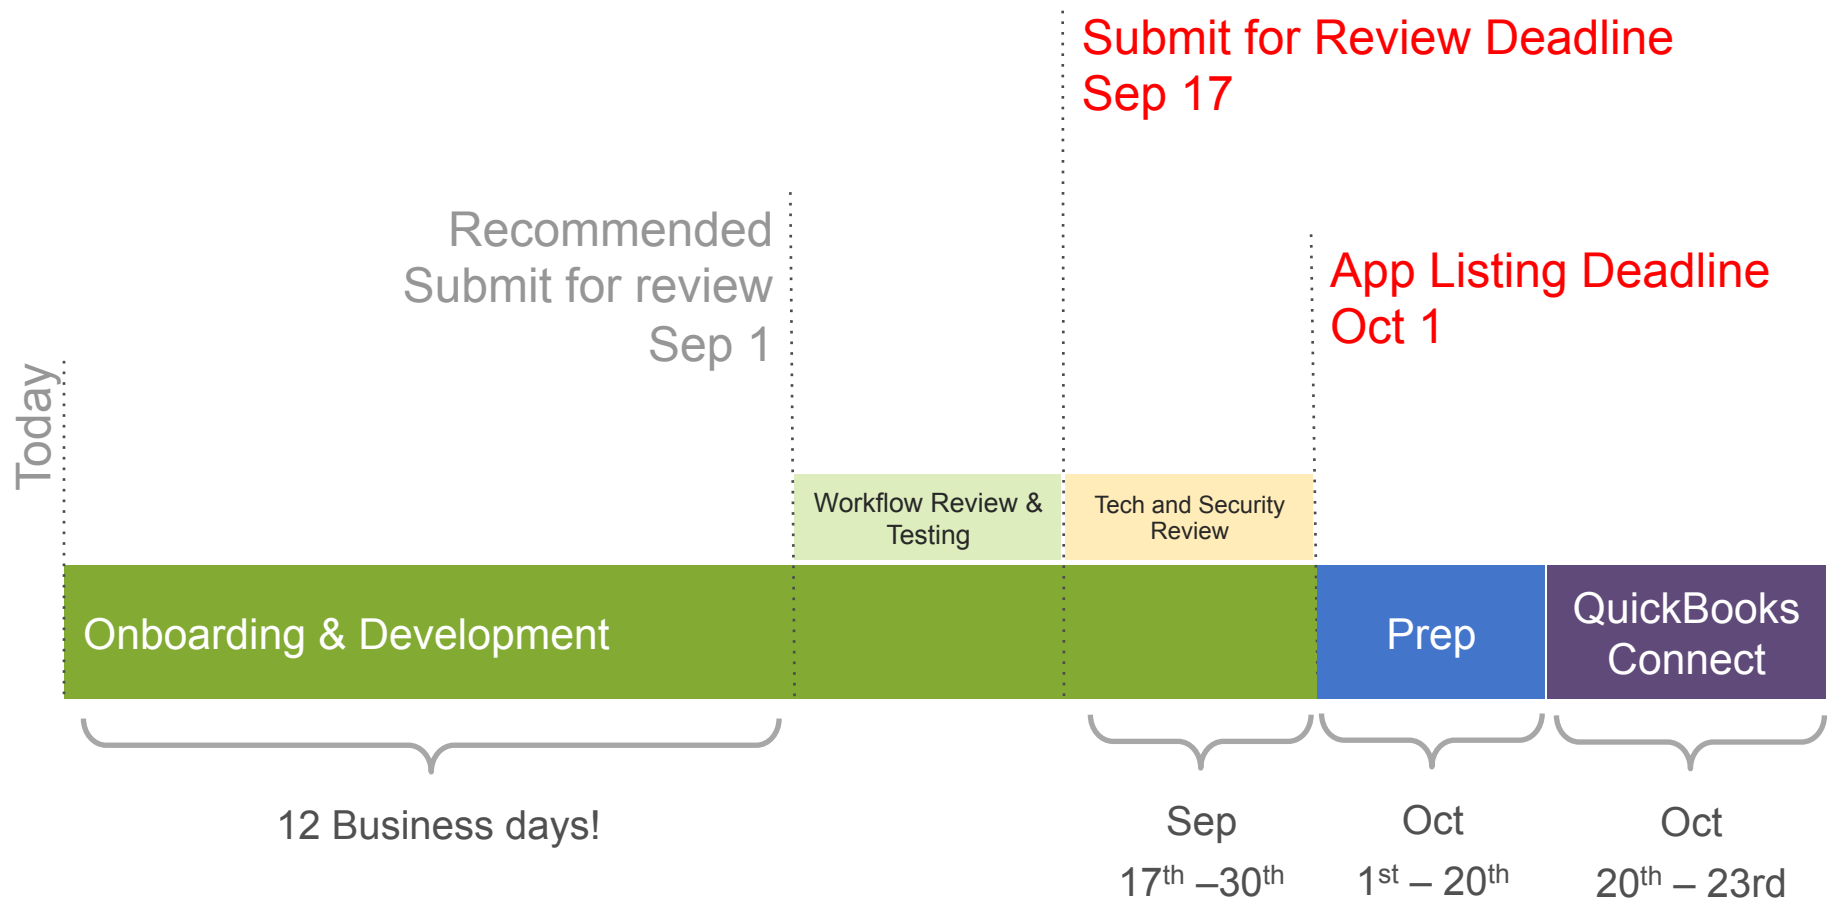 Submit for Review Deadline
Sep 17
Recommended
Submit for review
Sep 1
App Listing Deadline
Oct 1
Today
Workflow Review &
Testing
Tech and Security
Review
Onboarding & Development
Prep
QuickBooks
Connect
12 Business days!
Sep
17th –30th
Oct
1st – 20th
Oct
20th – 23rd